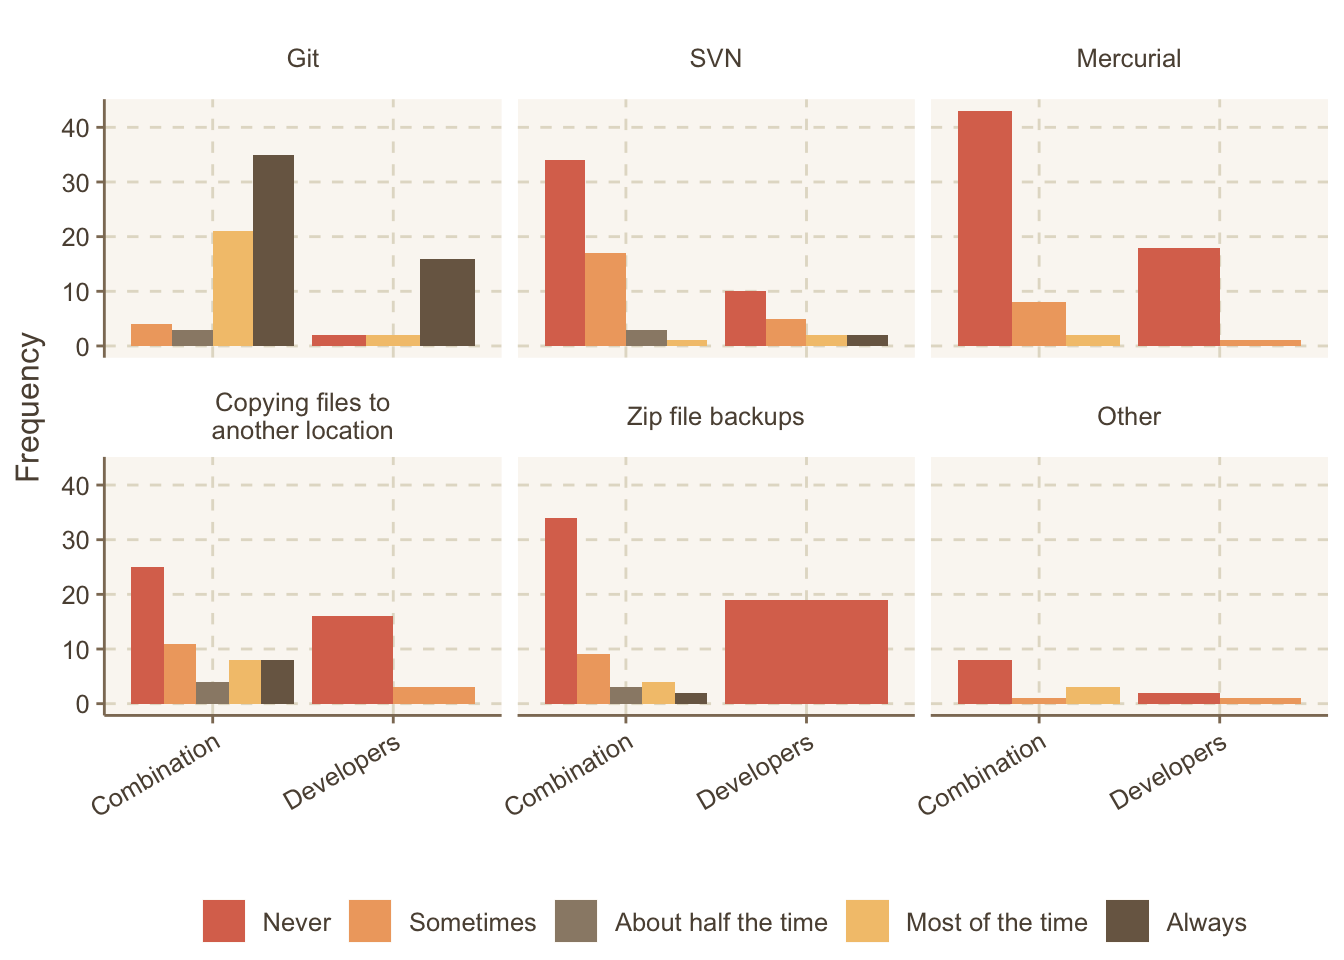 Git
SVN
Mercurial
40
30
20
10
0
Frequency
Copying files to
another location
Zip file backups
Other
40
30
20
10
0
Combination
Developers
Combination
Developers
Combination
Developers
Never
Sometimes
About half the time
Most of the time
Always